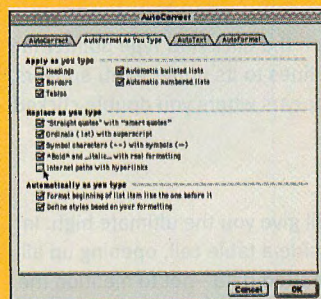 AutoCorrect
AutoCorrect AutoFormat As You Type AutoText AutoFormat
Apply as you type
Headings Automatic bulleted lists
Borders Automatic numbered lists
Tables
Replace as you type
"Straight quotes" with "smart quotes"
Ordinals (1st) with superscript
Symbol characters (--) with symbols (—)
*Bold* and _italic_ with real formatting
Internet paths with hyperlinks
Automatically as you type
Format beginning of list item like the one before it
Define styles based on your formatting
Cancel OK